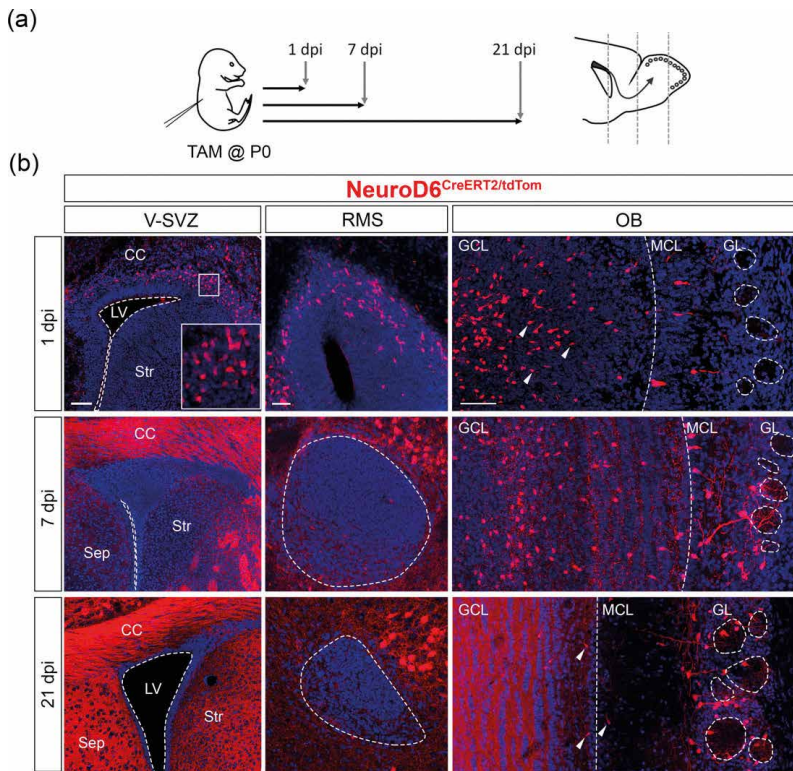 (a)
1 dpi 7 dpi 21 dpi
TAM @ P0
(b)
NeuroD6CreERT2/tdTom
V-SVZ RMS OB
1 dpi
CC
LV
Str
GCL MCL GL
7 dpi
CC
Sep Str
GCL MCL GL
21 dpi
CC
LV
Sep Str
GCL MCL GL